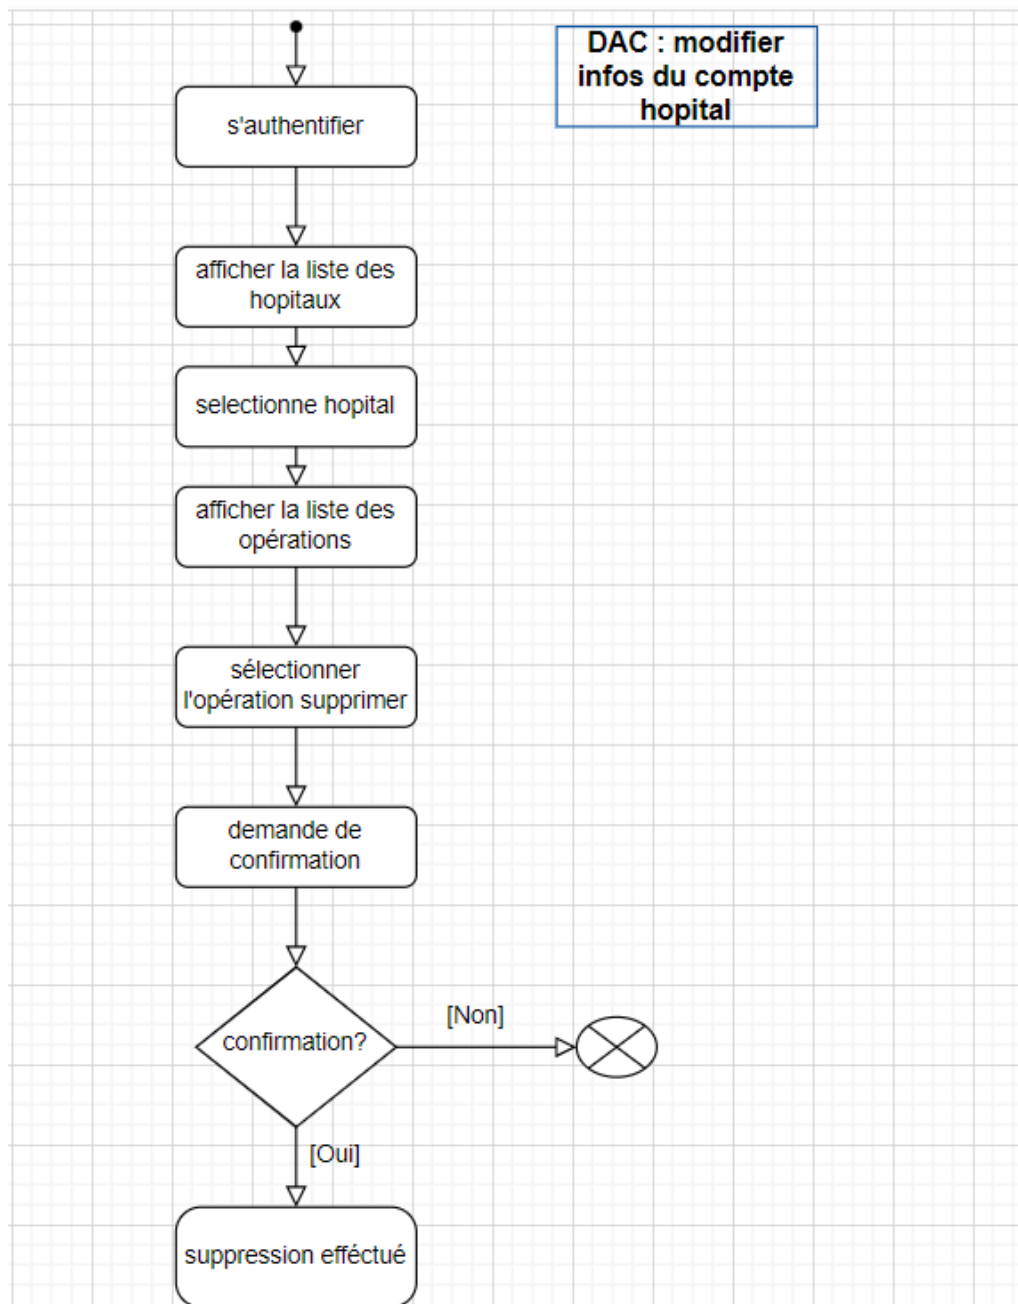 DAC : modifier
infos du compte
hopital
s'authentifier
afficher la liste des
hopitaux
selectionne hopital
afficher la liste des
opérations
sélectionner
l'opération supprimer
demande de
confirmation
confirmation?
[Non]
[Oui]
suppression efféctué